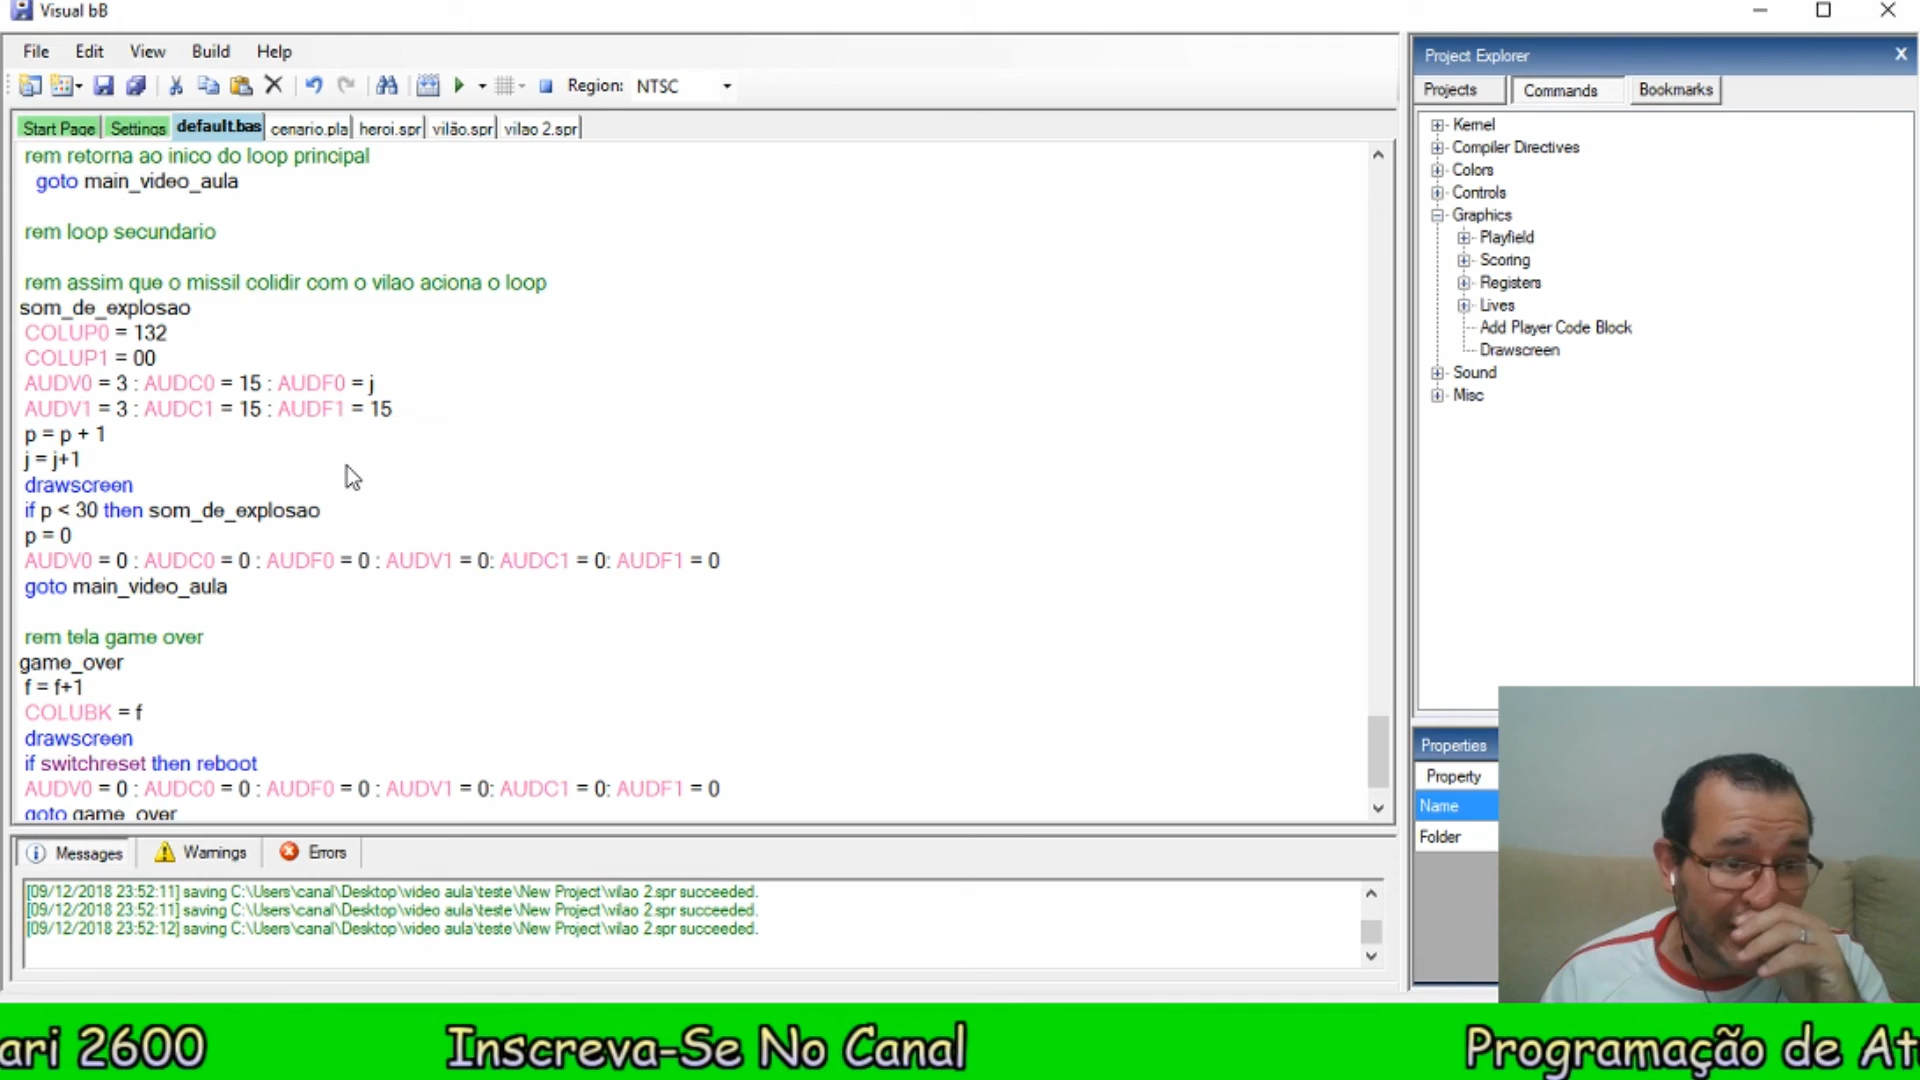 Visual bB
File Edit View Build Help
Region: NTSC
Start Page Settings default.bas cenario.pla heroi.spr vilão.spr vilao 2.spr
rem retorna ao inico do loop principal
goto main_video_aula
rem loop secundario
rem assim que o missil colidir com o vilao aciona o loop
som_de_explosao
COLUP0 = 132
COLUP1 = 00
AUDV0 = 3 : AUDC0 = 15 : AUDF0 = j
AUDV1 = 3 : AUDC1 = 15 : AUDF1 = 15
p = p + 1
j = j+1
drawscreen
if p < 30 then som_de_explosao
p = 0
AUDV0 = 0 : AUDC0 = 0 : AUDF0 = 0 : AUDV1 = 0: AUDC1 = 0: AUDF1 = 0
goto main_video_aula
rem tela game over
game_over
f = f+1
COLUBK = f
drawscreen
if switchreset then reboot
AUDV0 = 0 : AUDC0 = 0 : AUDF0 = 0 : AUDV1 = 0: AUDC1 = 0: AUDF1 = 0
goto game_over
Messages Warnings Errors
[09/12/2018 23:52:11] saving C:\Users\canal\Desktop\video aula\teste\New Project\vilao 2.spr succeeded.
[09/12/2018 23:52:11] saving C:\Users\canal\Desktop\video aula\teste\New Project\vilao 2.spr succeeded.
[09/12/2018 23:52:12] saving C:\Users\canal\Desktop\video aula\teste\New Project\vilao 2.spr succeeded.
Project Explorer X
Projects Commands Bookmarks
Kernel
Compiler Directives
Colors
Controls
Graphics
Playfield
Scoring
Registers
Lives
Add Player Code Block
Drawscreen
Sound
Misc
Properties
Property
Name
Folder
ari 2600 Inscreva-Se No Canal Programação de At